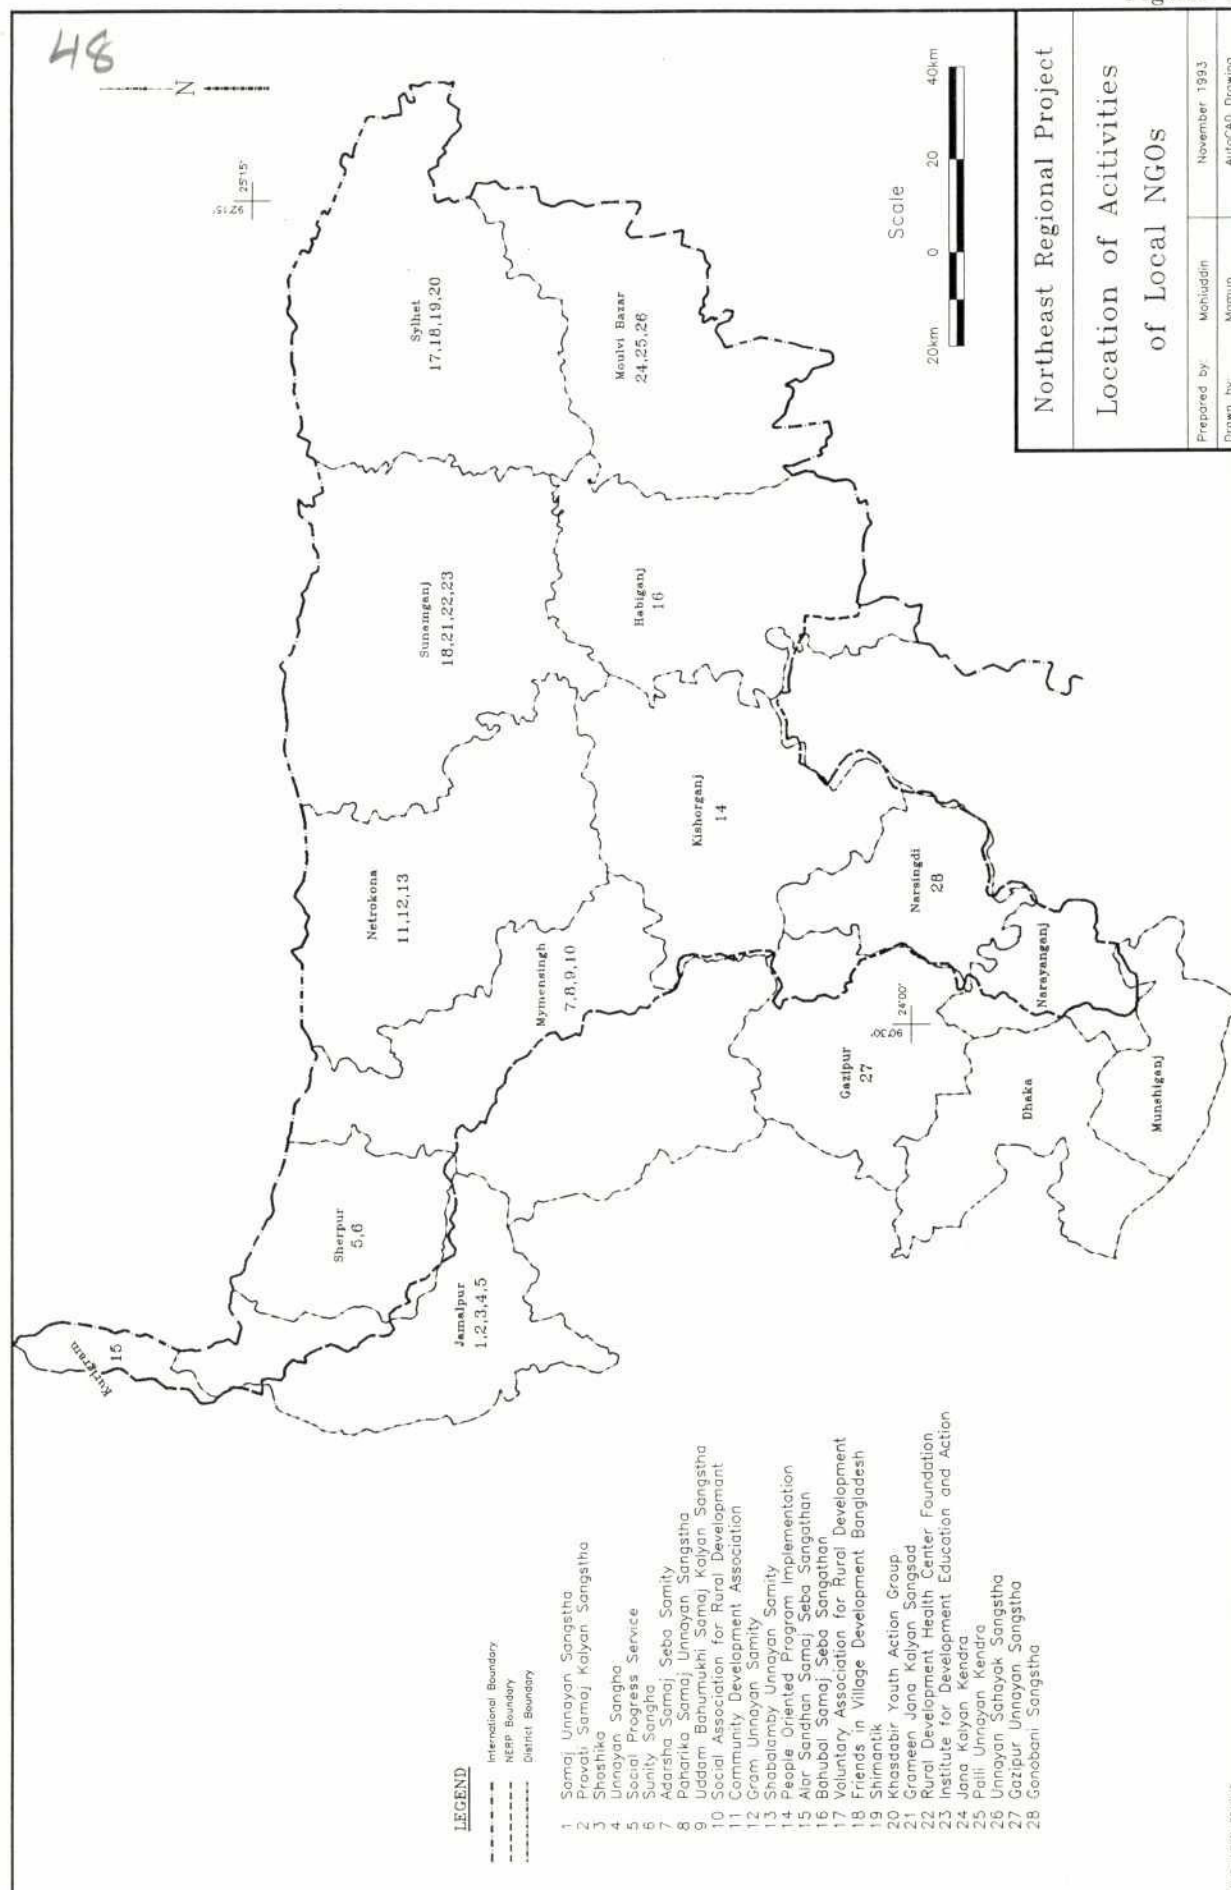 48
N
92°15'
25°15'
Kurigram
15
Sherpur
5,6
Jamalpur
1,2,3,4,5
Netrokona
11,12,13
Mymensingh
7,8,9,10
Sunamganj
18,21,22,23
Sylhet
17,18,19,20
Moulvi Bazar
24,25,26
Habiganj
16
Kishorganj
14
Narsingdi
28
Gazipur
27
90°30'
24°00'
Narayanganj
Dhaka
Munshiganj
Scale
20km 0 20 40km
LEGEND
International Boundary
NERP Boundary
District Boundary
1 Samaj Unnayan Sangstha
2 Provati Samaj Kalyan Sangstha
3 Shoshika
4 Unnayan Sangha
5 Social Progress Service
6 Sunity Sangha
7 Adarsha Samaj Seba Samity
8 Paharika Samaj Unnayan Sangstha
9 Uddam Bahumukhi Samaj Kalyan Sangstha
10 Social Association for Rural Developmant
11 Community Development Association
12 Gram Unnayan Samity
13 Shabalamby Unnayan Samity
14 People Oriented Program Implementation
15 Alor Sandhan Samaj Seba Sangathan
16 Bahubal Samaj Seba Sangathan
17 Voluntary Association for Rural Development
18 Friends in Village Development Bangladesh
19 Shimantik
20 Khasdabir Youth Action Group
21 Grameen Jana Kalyan Sangsad
22 Rural Development Health Center Foundation
23 Institute for Development Education and Action
24 Jana Kalyan Kendra
25 Palli Unnayan Kendra
26 Unnayan Sahayak Sangstha
27 Gazipur Unnayan Sangstha
28 Gonobani Sangstha
Northeast Regional Project
Location of Acitivities
of Local NGOs
Prepared by: Mohiuddin November 1993
Drawn by: Mamun AutoCAD Drawing